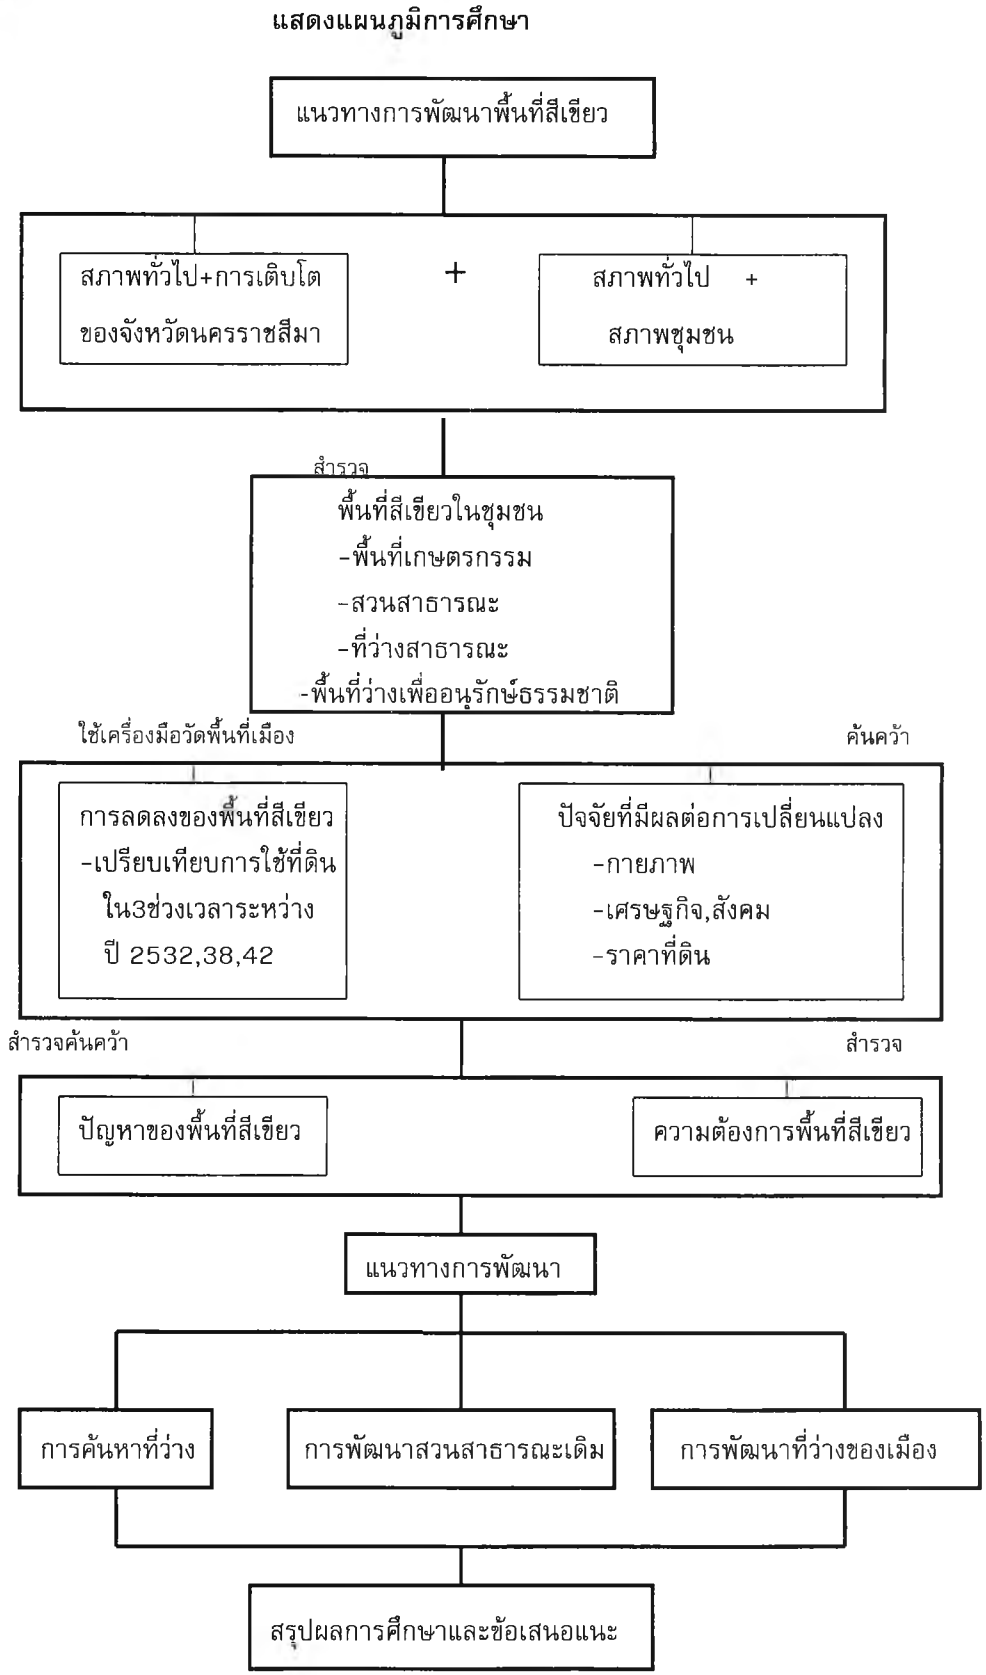 แสดงแผนภูมิการศึกษา
แนวทางการพัฒนาพื้นที่สีเขียว
สภาพทั่วไป+การเติบโต
ของจังหวัดนครราชสีมา
+
สภาพทั่วไป +
สภาพชุมชน
สำรวจ
พื้นที่สีเขียวในชุมชน
-พื้นที่เกษตรกรรม
-สวนสาธารณะ
-ที่ว่างสาธารณะ
-พื้นที่ว่างเพื่ออนุรักษ์ธรรมชาติ
ใช้เครื่องมือวัดพื้นที่เมือง
ค้นคว้า
การลดลงของพื้นที่สีเขียว
-เปรียบเทียบการใช้ที่ดิน
ใน3ช่วงเวลาระหว่าง
ปี 2532,38,42
ปัจจัยที่มีผลต่อการเปลี่ยนแปลง
-กายภาพ
-เศรษฐกิจ,สังคม
-ราคาที่ดิน
สำรวจค้นคว้า
สำรวจ
ปัญหาของพื้นที่สีเขียว
ความต้องการพื้นที่สีเขียว
แนวทางการพัฒนา
การค้นหาที่ว่าง
การพัฒนาสวนสาธารณะเดิม
การพัฒนาที่ว่างของเมือง
สรุปผลการศึกษาและข้อเสนอแนะ